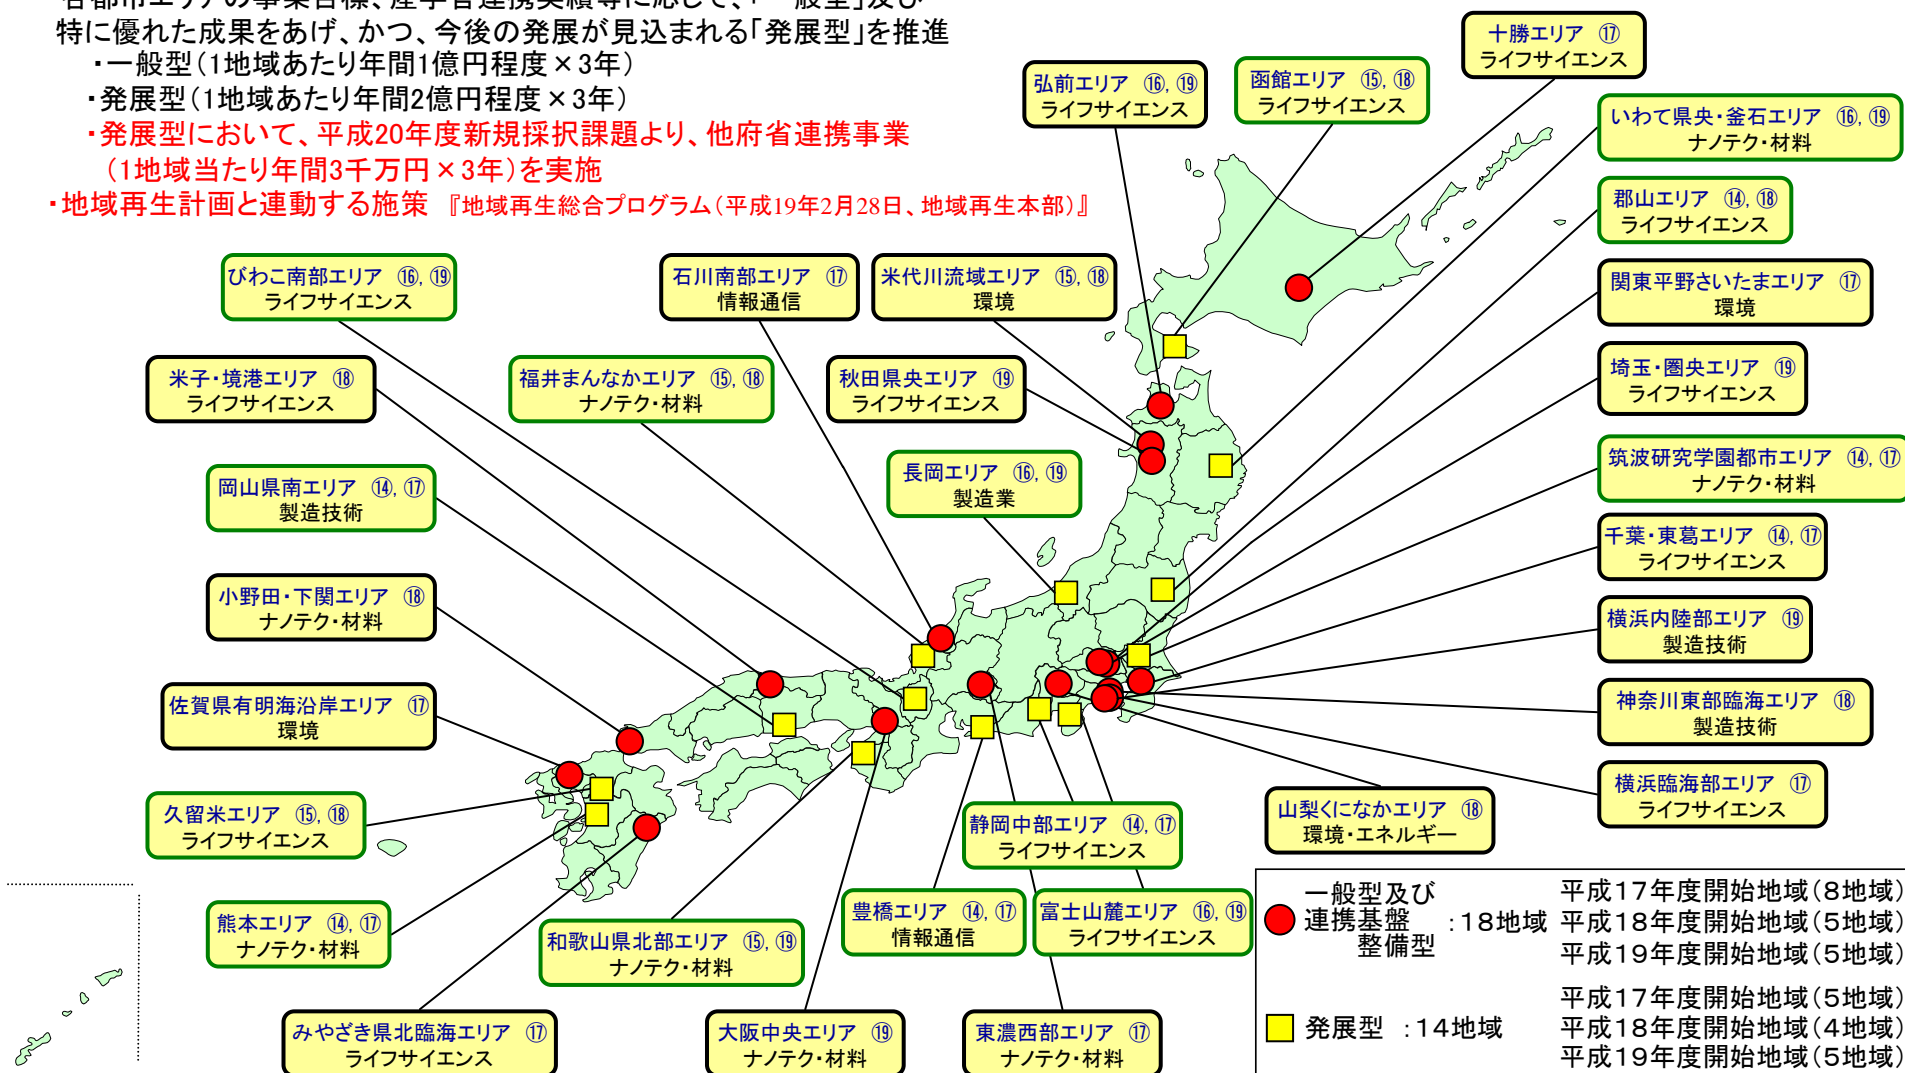 各都市エリアの事業目標、産学官連携実績等に応じて、「一般型」及び
特に優れた成果をあげ、かつ、今後の発展が見込まれる「発展型」を推進
・一般型（1地域あたり年間1億円程度×3年）
・発展型（1地域あたり年間2億円程度×3年）
・発展型において、平成20年度新規採択課題より、他府省連携事業
（1地域当たり年間3千万円×3年）を実施
・地域再生計画と連動する施策 『地域再生総合プログラム（平成19年2月28日、地域再生本部）』
十勝エリア ⑰
ライフサイエンス
弘前エリア ⑯, ⑲
ライフサイエンス
函館エリア ⑮, ⑱
ライフサイエンス
いわて県央・釜石エリア ⑯, ⑲
ナノテク・材料
郡山エリア ⑭, ⑱
ライフサイエンス
びわこ南部エリア ⑯, ⑲
ライフサイエンス
石川南部エリア ⑰
情報通信
米代川流域エリア ⑮, ⑱
環境
関東平野さいたまエリア ⑰
環境
米子・境港エリア ⑱
ライフサイエンス
福井まんなかエリア ⑮, ⑱
ナノテク・材料
秋田県央エリア ⑲
ライフサイエンス
埼玉・圏央エリア ⑲
ライフサイエンス
岡山県南エリア ⑭, ⑰
製造技術
長岡エリア ⑯, ⑲
製造業
筑波研究学園都市エリア ⑭, ⑰
ナノテク・材料
千葉・東葛エリア ⑭, ⑰
ライフサイエンス
小野田・下関エリア ⑱
ナノテク・材料
横浜内陸部エリア ⑲
製造技術
佐賀県有明海沿岸エリア ⑰
環境
神奈川東部臨海エリア ⑱
製造技術
横浜臨海部エリア ⑰
ライフサイエンス
久留米エリア ⑮, ⑱
ライフサイエンス
静岡中部エリア ⑭, ⑰
ライフサイエンス
山梨くになかエリア ⑱
環境・エネルギー
熊本エリア ⑭, ⑰
ナノテク・材料
和歌山県北部エリア ⑮, ⑲
ナノテク・材料
豊橋エリア ⑭, ⑰
情報通信
富士山麓エリア ⑯, ⑲
ライフサイエンス
みやざき県北臨海エリア ⑰
ライフサイエンス
大阪中央エリア ⑲
ナノテク・材料
東濃西部エリア ⑰
ナノテク・材料
一般型及び
連携基盤
整備型
：18地域
平成17年度開始地域（8地域）
平成18年度開始地域（5地域）
平成19年度開始地域（5地域）
発展型 ：14地域
平成17年度開始地域（5地域）
平成18年度開始地域（4地域）
平成19年度開始地域（5地域）